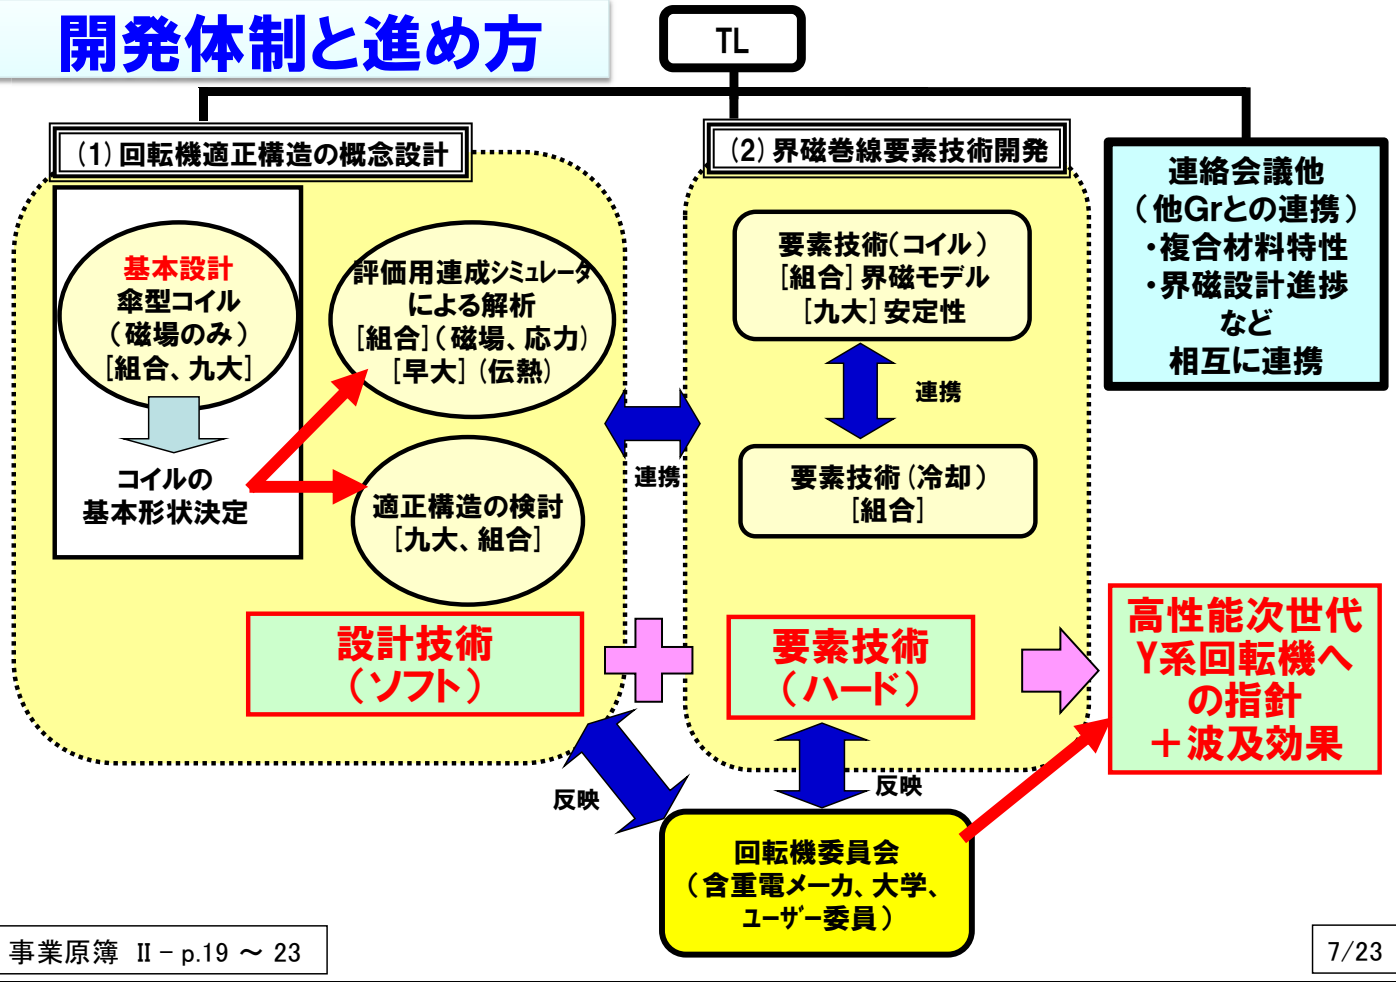 開発体制と進め方
TL
(1)回転機適正構造の概念設計
基本設計
傘型コイル
（磁場のみ）
[組合、九大]
コイルの
基本形状決定
評価用連成シミュレータ
による解析
[組合](磁場、応力)
[早大] (伝熱)
適正構造の検討
[九大、組合]
設計技術
（ソフト）
連携
(2)界磁巻線要素技術開発
要素技術(コイル)
[組合] 界磁モデル
[九大] 安定性
連携
要素技術(冷却)
[組合]
要素技術
（ハード）
連絡会議他
（他Grとの連携）
・複合材料特性
・界磁設計進捗
など
相互に連携
高性能次世代
Y系回転機へ
の指針
＋波及効果
反映
反映
回転機委員会
（含重電メーカ、大学、
ユーザー委員）
事業原簿 II－p.19 ～ 23
7/23